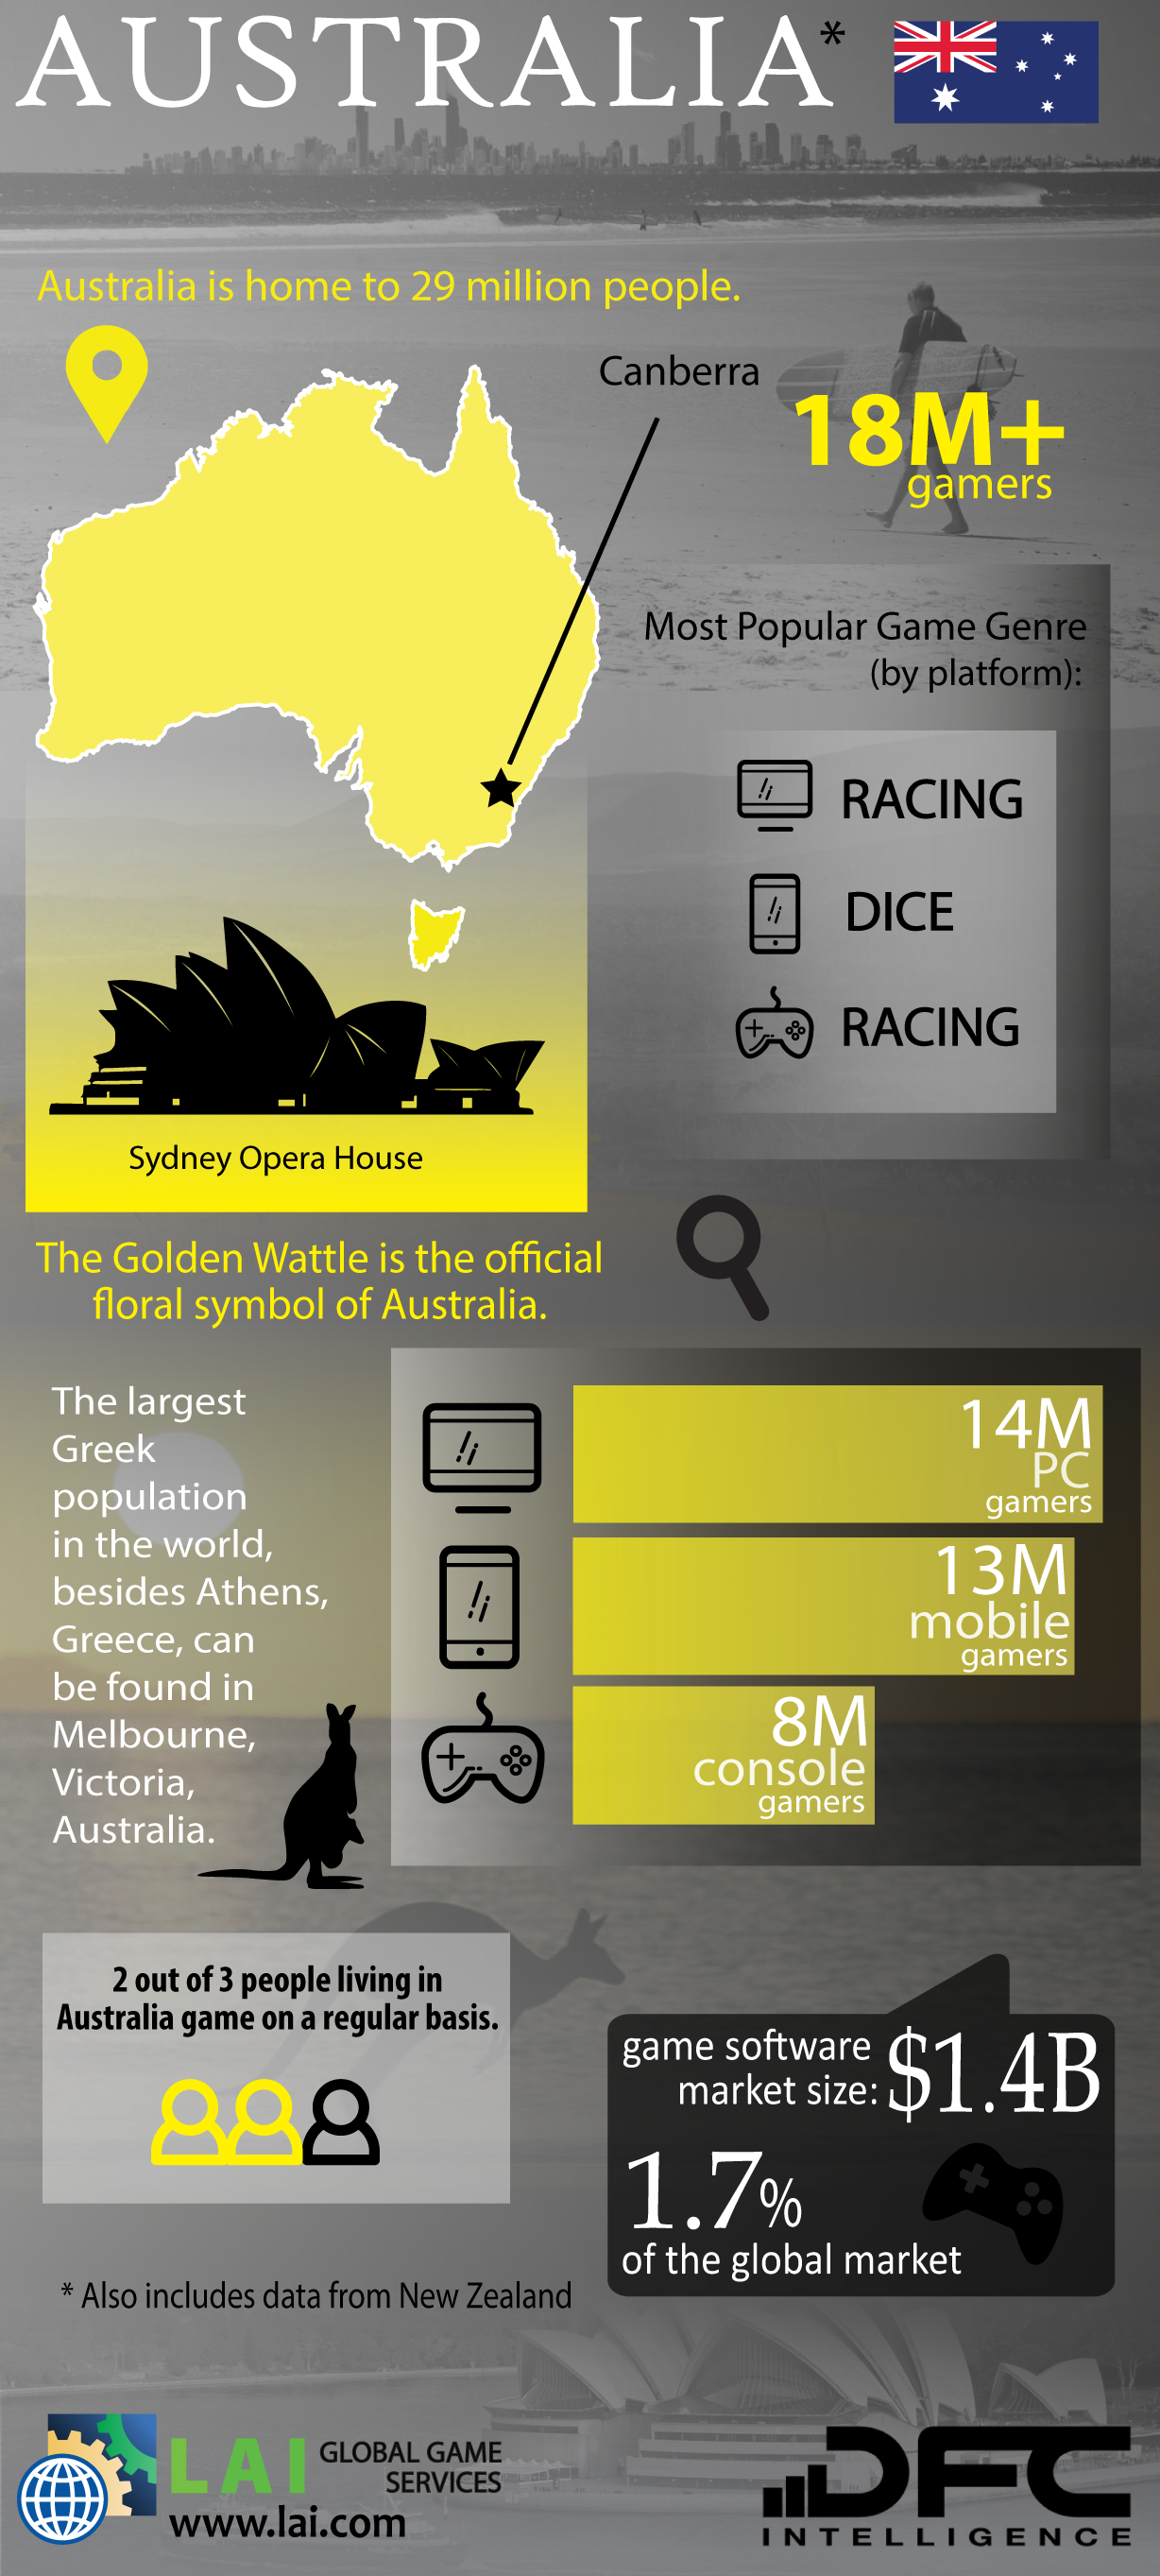 AUSTRALIA*
Australia is home to 29 million people.
Canberra
18M+
gamers
Most Popular Game Genre
(by platform):
RACING
DICE
RACING
Sydney Opera House
The Golden Wattle is the official
floral symbol of Australia.
The largest
Greek
population
in the world,
besides Athens,
Greece, can
be found in
Melbourne,
Victoria,
Australia.
14M
PC
gamers
13M
mobile
gamers
8M
console
gamers
2 out of 3 people living in
Australia game on a regular basis.
game software
market size: $1.4B
1.7%
of the global market
* Also includes data from New Zealand
LAI GLOBAL GAME
SERVICES
www.lai.com
DFC
INTELLIGENCE